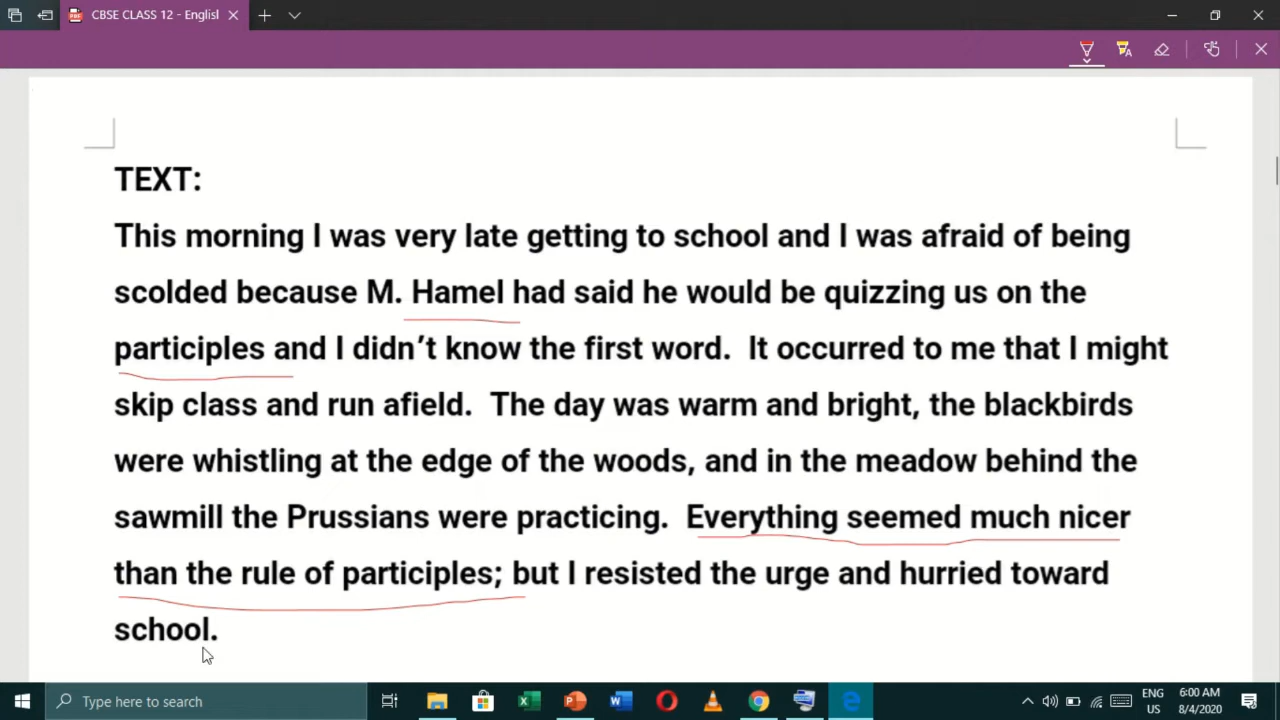 CBSE CLASS 12 - English
TEXT:
This morning I was very late getting to school and I was afraid of being
scolded because M. Hamel had said he would be quizzing us on the
participles and I didn’t know the first word. It occurred to me that I might
skip class and run afield. The day was warm and bright, the blackbirds
were whistling at the edge of the woods, and in the meadow behind the
sawmill the Prussians were practicing. Everything seemed much nicer
than the rule of participles; but I resisted the urge and hurried toward
school.
Type here to search
ENG
US
6:00 AM
8/4/2020